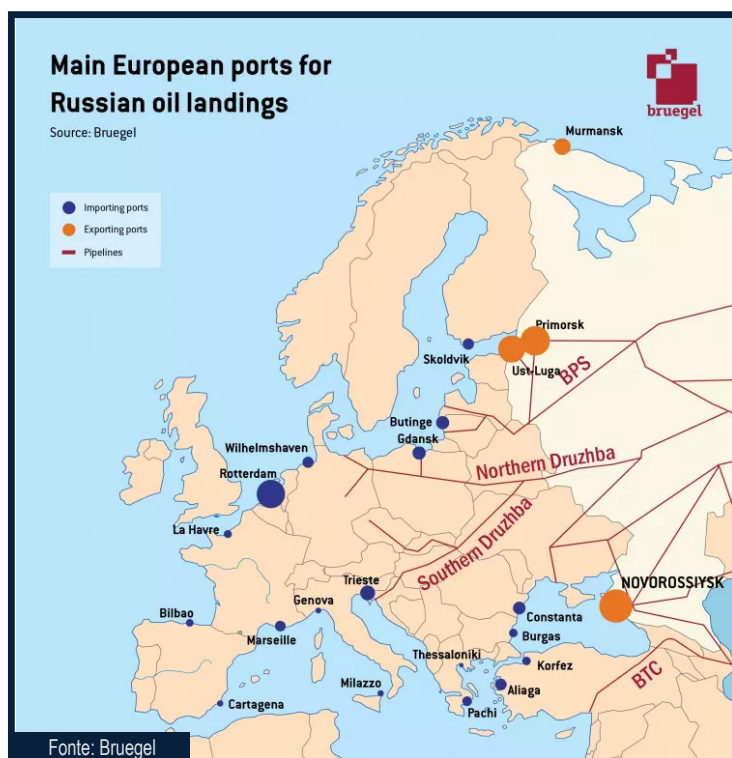 Main European ports for
Russian oil landings
Source: Bruegel
bruegel
Importing ports
Exporting ports
Pipelines
Murmansk
Primorsk
Skoldvik
Ust-Luga
BPS
Butinge
Gdansk
Wilhelmshaven
Northern Druzhba
Rotterdam
La Havre
Southern Druzhba
Trieste
NOVOROSSIYSK
Genova
Constanta
Bilbao
Burgas
Marseille
Thessaloniki
Korfez
BTC
Milazzo
Aliaga
Cartagena
Pachi
Fonte: Bruegel